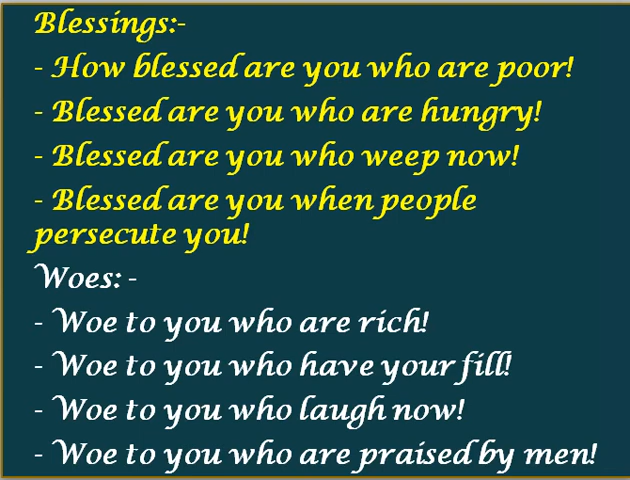 Blessings:-
- How blessed are you who are poor!
- Blessed are you who are hungry!
- Blessed are you who weep now!
- Blessed are you when people
persecute you!
Woes: -
- Woe to you who are rich!
- Woe to you who have your fill!
- Woe to you who laugh now!
- Woe to you who are praised by men!